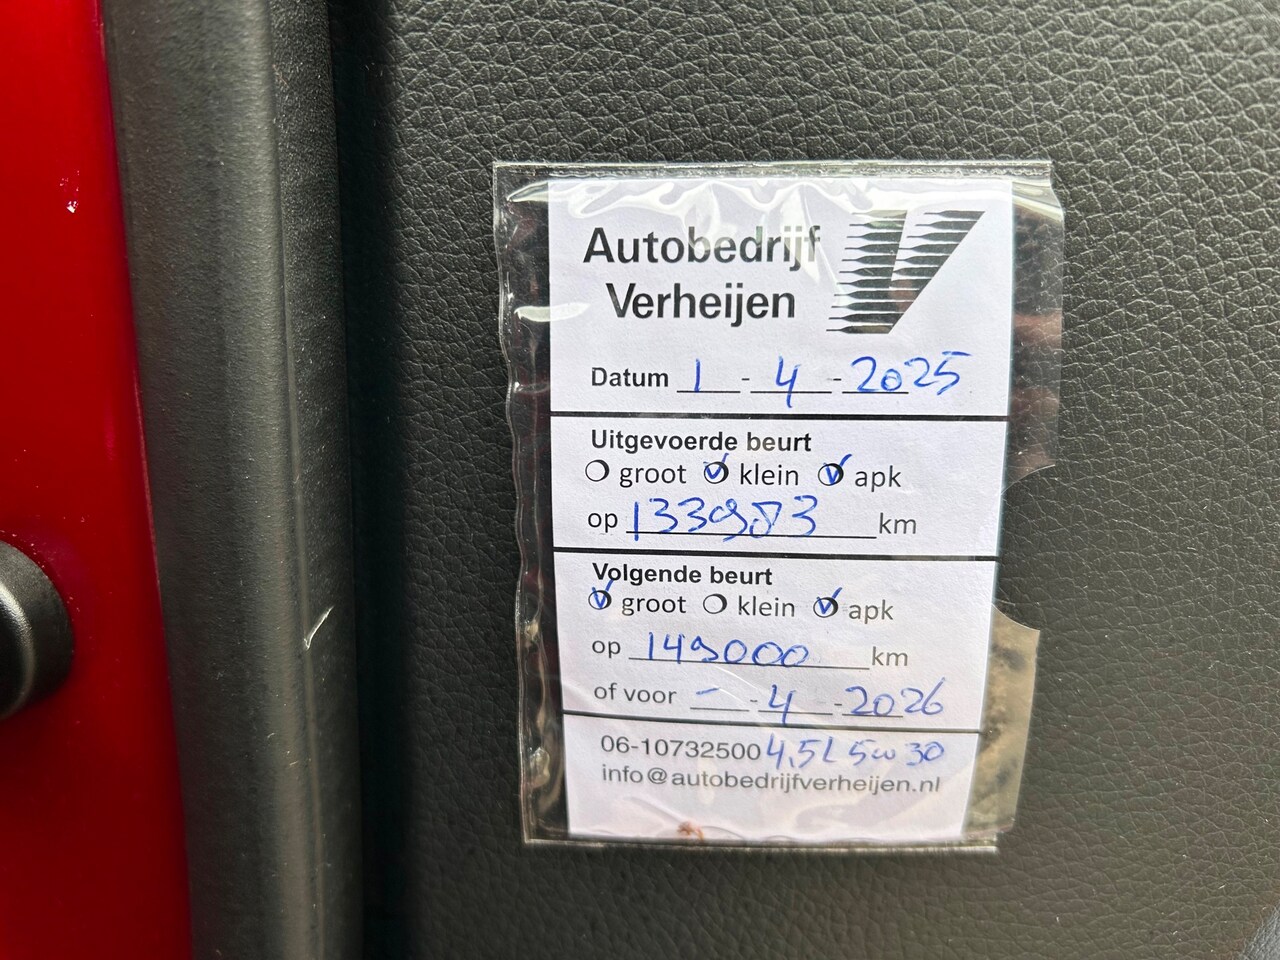 Autobedrijf
Verheijen
Datum 1 - 4 - 2025
Uitgevoerde beurt
groot klein apk
op 133983 km
Volgende beurt
groot klein apk
op 149000 km
of voor - - 4 - 2026
06-10732500 4,5L 5w30
info@autobedrijfverheijen.nl